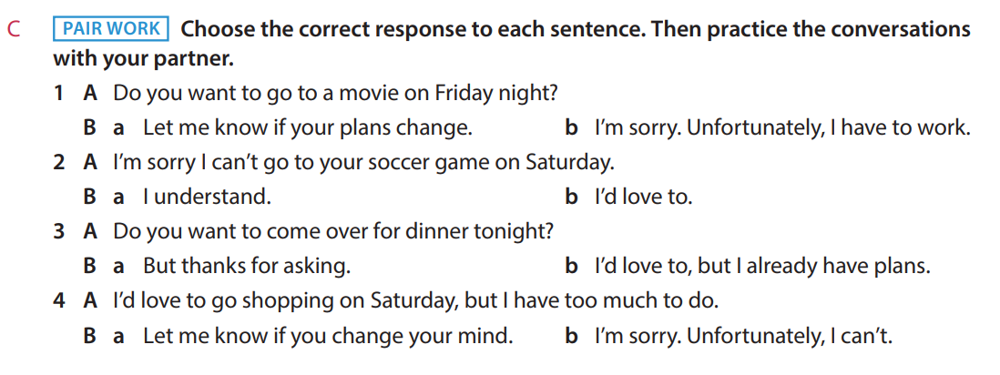 C PAIR WORK Choose the correct response to each sentence. Then practice the conversations
with your partner.
1 A Do you want to go to a movie on Friday night?
B a Let me know if your plans change. b I'm sorry. Unfortunately, I have to work.
2 A I'm sorry I can't go to your soccer game on Saturday.
B a I understand. b I'd love to.
3 A Do you want to come over for dinner tonight?
B a But thanks for asking. b I'd love to, but I already have plans.
4 A I'd love to go shopping on Saturday, but I have too much to do.
B a Let me know if you change your mind. b I'm sorry. Unfortunately, I can't.